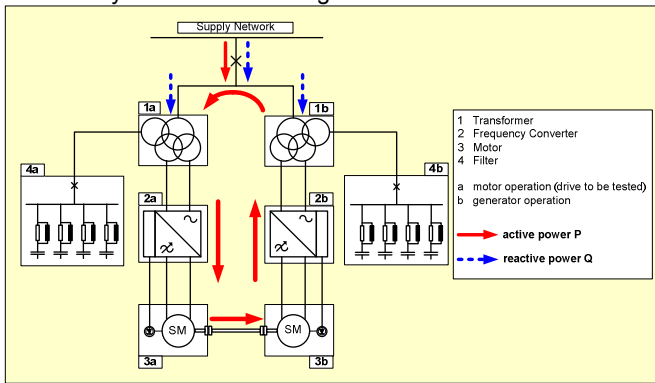 Supply Network
1a
1b
4a
4b
2a
2b
SM
SM
3a
3b
1 Transformer
2 Frequency Converter
3 Motor
4 Filter
a motor operation (drive to be tested)
b generator operation
active power P
reactive power Q